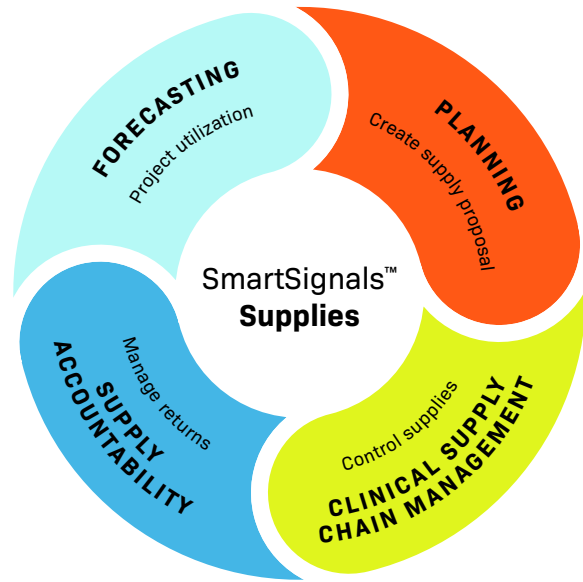 FORECASTING
Project utilization
PLANNING
Create supply proposal
SmartSignals™
Supplies
Manage returns
SUPPLY
ACCOUNTABILITY
Control supplies
CLINICAL SUPPLY
CHAIN MANAGEMENT